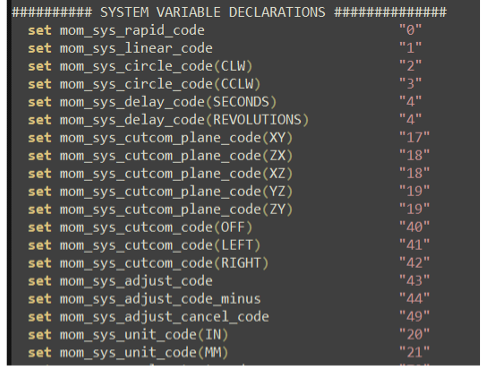 ########## SYSTEM VARIABLE DECLARATIONS ##############
set mom_sys_rapid_code "0"
set mom_sys_linear_code "1"
set mom_sys_circle_code(CLW) "2"
set mom_sys_circle_code(CCLW) "3"
set mom_sys_delay_code(SECONDS) "4"
set mom_sys_delay_code(REVOLUTIONS) "4"
set mom_sys_cutcom_plane_code(XY) "17"
set mom_sys_cutcom_plane_code(ZX) "18"
set mom_sys_cutcom_plane_code(XZ) "18"
set mom_sys_cutcom_plane_code(YZ) "19"
set mom_sys_cutcom_plane_code(ZY) "19"
set mom_sys_cutcom_code(OFF) "40"
set mom_sys_cutcom_code(LEFT) "41"
set mom_sys_cutcom_code(RIGHT) "42"
set mom_sys_adjust_code "43"
set mom_sys_adjust_code_minus "44"
set mom_sys_adjust_cancel_code "49"
set mom_sys_unit_code(IN) "20"
set mom_sys_unit_code(MM) "21"